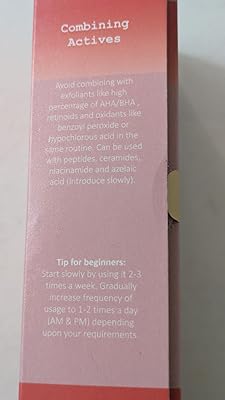 Combining
Actives
Avoid combining with
exfoliants like high
percentage of AHA/BHA ,
retinoids and oxidants like
benzoyl peroxide or
hypochlorous acid in the
same routine. Can be used
with peptides, ceramides,
niacinamide and azelaic
acid (Introduce slowly).
Tip for beginners:
Start slowly by using it 2-3
times a week. Gradually
increase frequency of
usage to 1-2 times a day
(AM & PM) depending
upon your requirements.